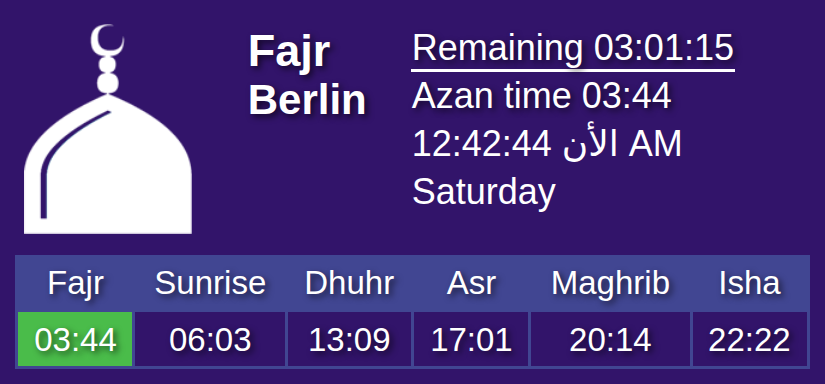 Fajr
Berlin
Remaining 03:01:15
Azan time 03:44
12:42:44 الأن AM
Saturday
Fajr Sunrise Dhuhr Asr Maghrib Isha
03:44 06:03 13:09 17:01 20:14 22:22